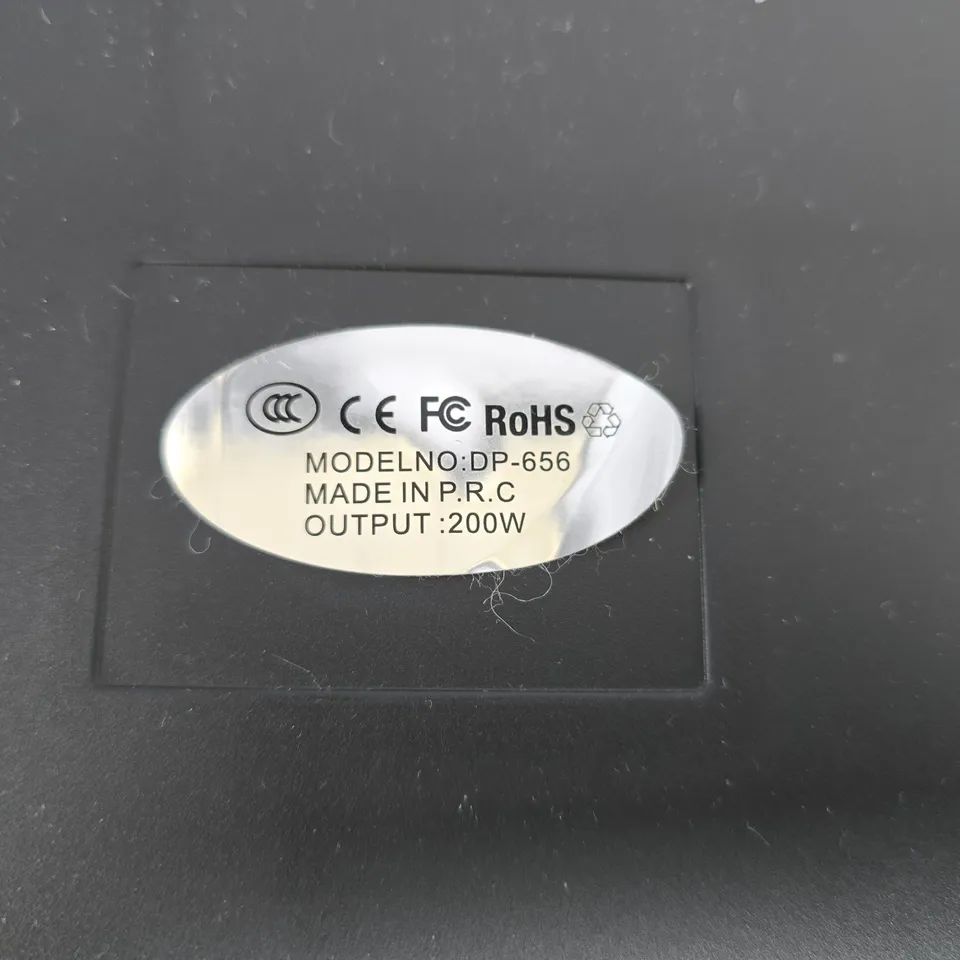 CCC CE FC RoHS
MODELNO:DP-656
MADE IN P.R.C
OUTPUT :200W